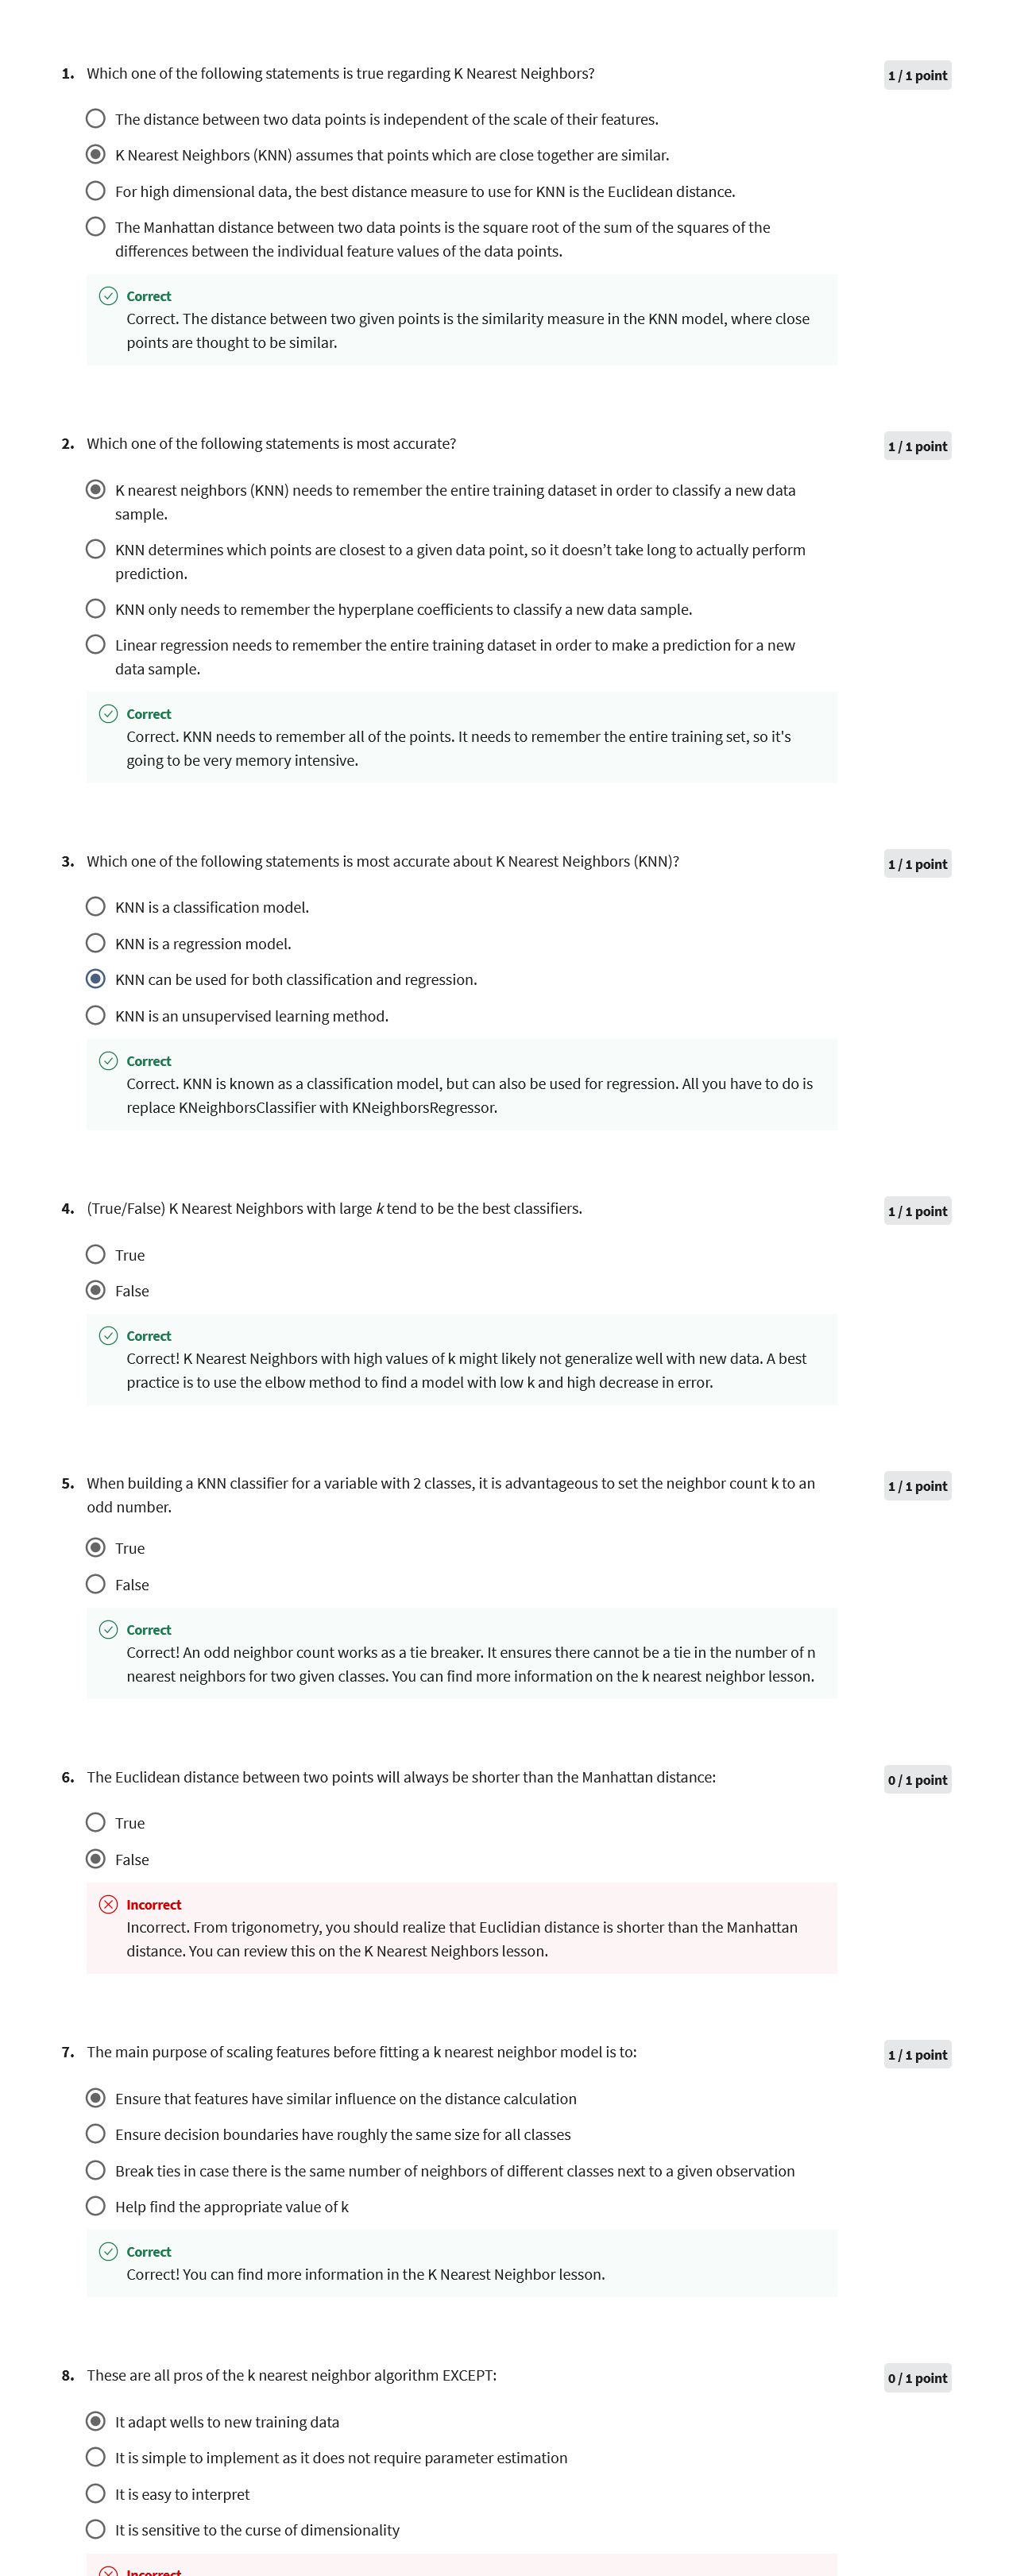 1. Which one of the following statements is true regarding K Nearest Neighbors?
1 / 1 point
The distance between two data points is independent of the scale of their features.
K Nearest Neighbors (KNN) assumes that points which are close together are similar.
For high dimensional data, the best distance measure to use for KNN is the Euclidean distance.
The Manhattan distance between two data points is the square root of the sum of the squares of the
differences between the individual feature values of the data points.
Correct
Correct. The distance between two given points is the similarity measure in the KNN model, where close
points are thought to be similar.
2. Which one of the following statements is most accurate?
1 / 1 point
K nearest neighbors (KNN) needs to remember the entire training dataset in order to classify a new data
sample.
KNN determines which points are closest to a given data point, so it doesn't take long to actually perform
prediction.
KNN only needs to remember the hyperplane coefficients to classify a new data sample.
Linear regression needs to remember the entire training dataset in order to make a prediction for a new
data sample.
Correct
Correct. KNN needs to remember all of the points. It needs to remember the entire training set, so it's
going to be very memory intensive.
3. Which one of the following statements is most accurate about K Nearest Neighbors (KNN)?
1 / 1 point
KNN is a classification model.
KNN is a regression model.
KNN can be used for both classification and regression.
KNN is an unsupervised learning method.
Correct
Correct. KNN is known as a classification model, but can also be used for regression. All you have to do is
replace KNeighborsClassifier with KNeighborsRegressor.
4. (True/False) K Nearest Neighbors with large k tend to be the best classifiers.
1 / 1 point
True
False
Correct
Correct! K Nearest Neighbors with high values of k might likely not generalize well with new data. A best
practice is to use the elbow method to find a model with low k and high decrease in error.
5. When building a KNN classifier for a variable with 2 classes, it is advantageous to set the neighbor count k to an
odd number.
1 / 1 point
True
False
Correct
Correct! An odd neighbor count works as a tie breaker. It ensures there cannot be a tie in the number of n
nearest neighbors for two given classes. You can find more information on the k nearest neighbor lesson.
6. The Euclidean distance between two points will always be shorter than the Manhattan distance:
0 / 1 point
True
False
Incorrect
Incorrect. From trigonometry, you should realize that Euclidian distance is shorter than the Manhattan
distance. You can review this on the K Nearest Neighbors lesson.
7. The main purpose of scaling features before fitting a k nearest neighbor model is to:
1 / 1 point
Ensure that features have similar influence on the distance calculation
Ensure decision boundaries have roughly the same size for all classes
Break ties in case there is the same number of neighbors of different classes next to a given observation
Help find the appropriate value of k
Correct
Correct! You can find more information in the K Nearest Neighbor lesson.
8. These are all pros of the k nearest neighbor algorithm EXCEPT:
0 / 1 point
It adapt wells to new training data
It is simple to implement as it does not require parameter estimation
It is easy to interpret
It is sensitive to the curse of dimensionality
Incorrect